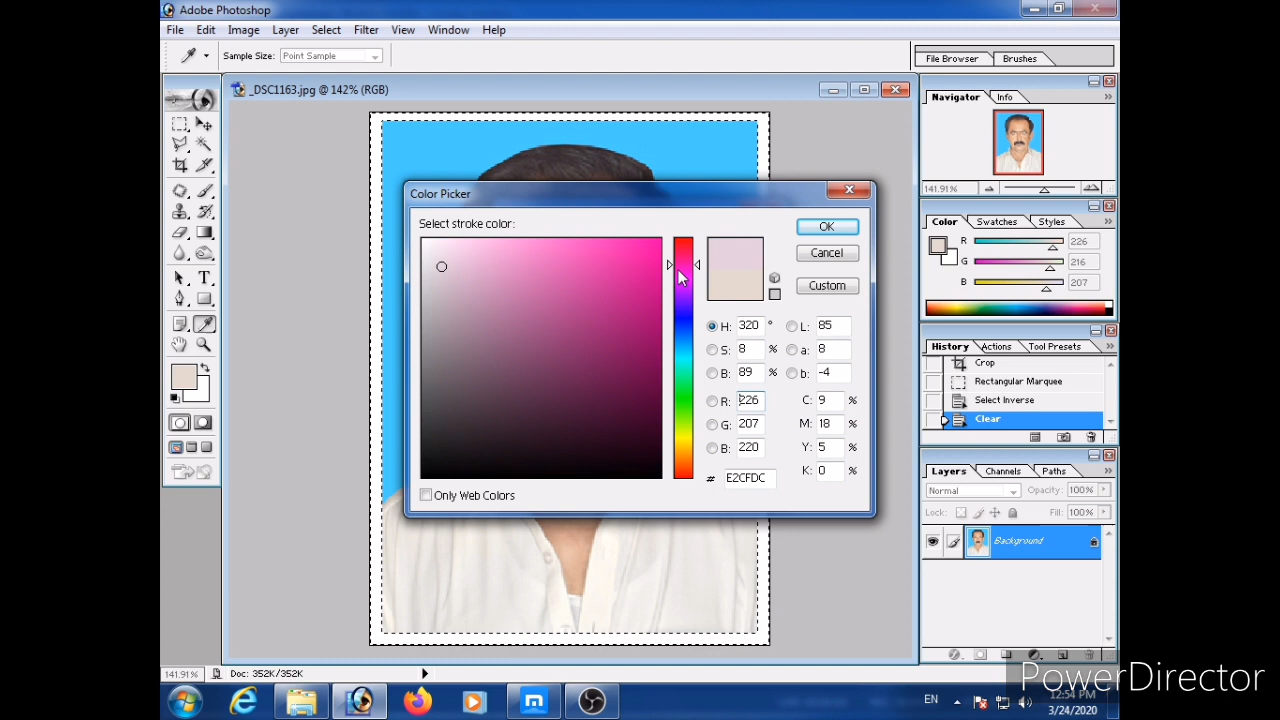 Adobe Photoshop
File Edit Image Layer Select Filter View Window Help
Sample Size: Point Sample
File Browser Brushes
_DSC1163.jpg @ 142% (RGB)
Navigator Info
141.91%
Color Swatches Styles
R 226
G 216
B 207
History Actions Tool Presets
Crop
Rectangular Marquee
Select Inverse
Clear
Layers Channels Paths
Normal Opacity: 100%
Lock: Fill: 100%
Background
Color Picker
Select stroke color:
OK
Cancel
Custom
H: 320 ° L: 85
S: 8 % a: 8
B: 89 % b: -4
R: 226 C: 9 %
G: 207 M: 18 %
B: 220 Y: 5 %
# E2CFDC K: 0 %
Only Web Colors
T
141.91% Doc: 352K/352K
EN 12:54 PM
3/24/2020
PowerDirector